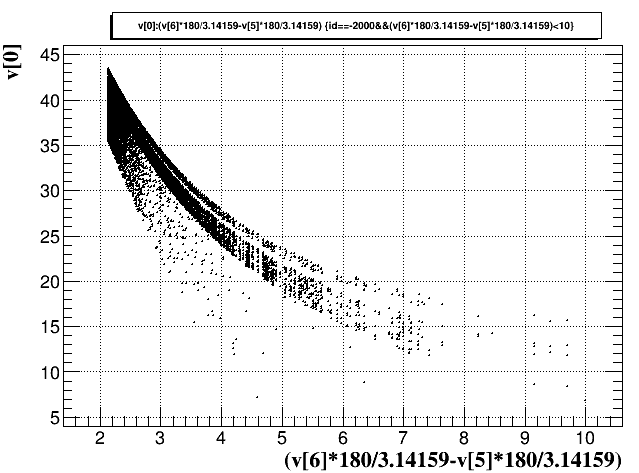 v[0]:(v[6]*180/3.14159-v[5]*180/3.14159) {id==-2000&&(v[6]*180/3.14159-v[5]*180/3.14159)<10}
v[0]
45
40
35
30
25
20
15
10
5
2 3 4 5 6 7 8 9 10
(v[6]*180/3.14159-v[5]*180/3.14159)